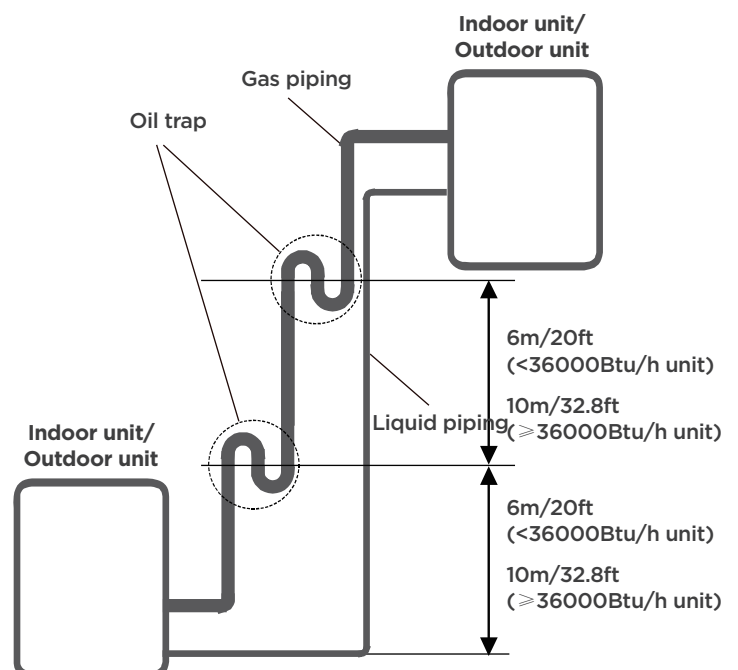 Indoor unit/
Outdoor unit
Gas piping
Oil trap
6m/20ft
(<36000Btu/h unit)
10m/32.8ft
(⩾36000Btu/h unit)
Liquid piping
Indoor unit/
Outdoor unit
6m/20ft
(<36000Btu/h unit)
10m/32.8ft
(⩾36000Btu/h unit)